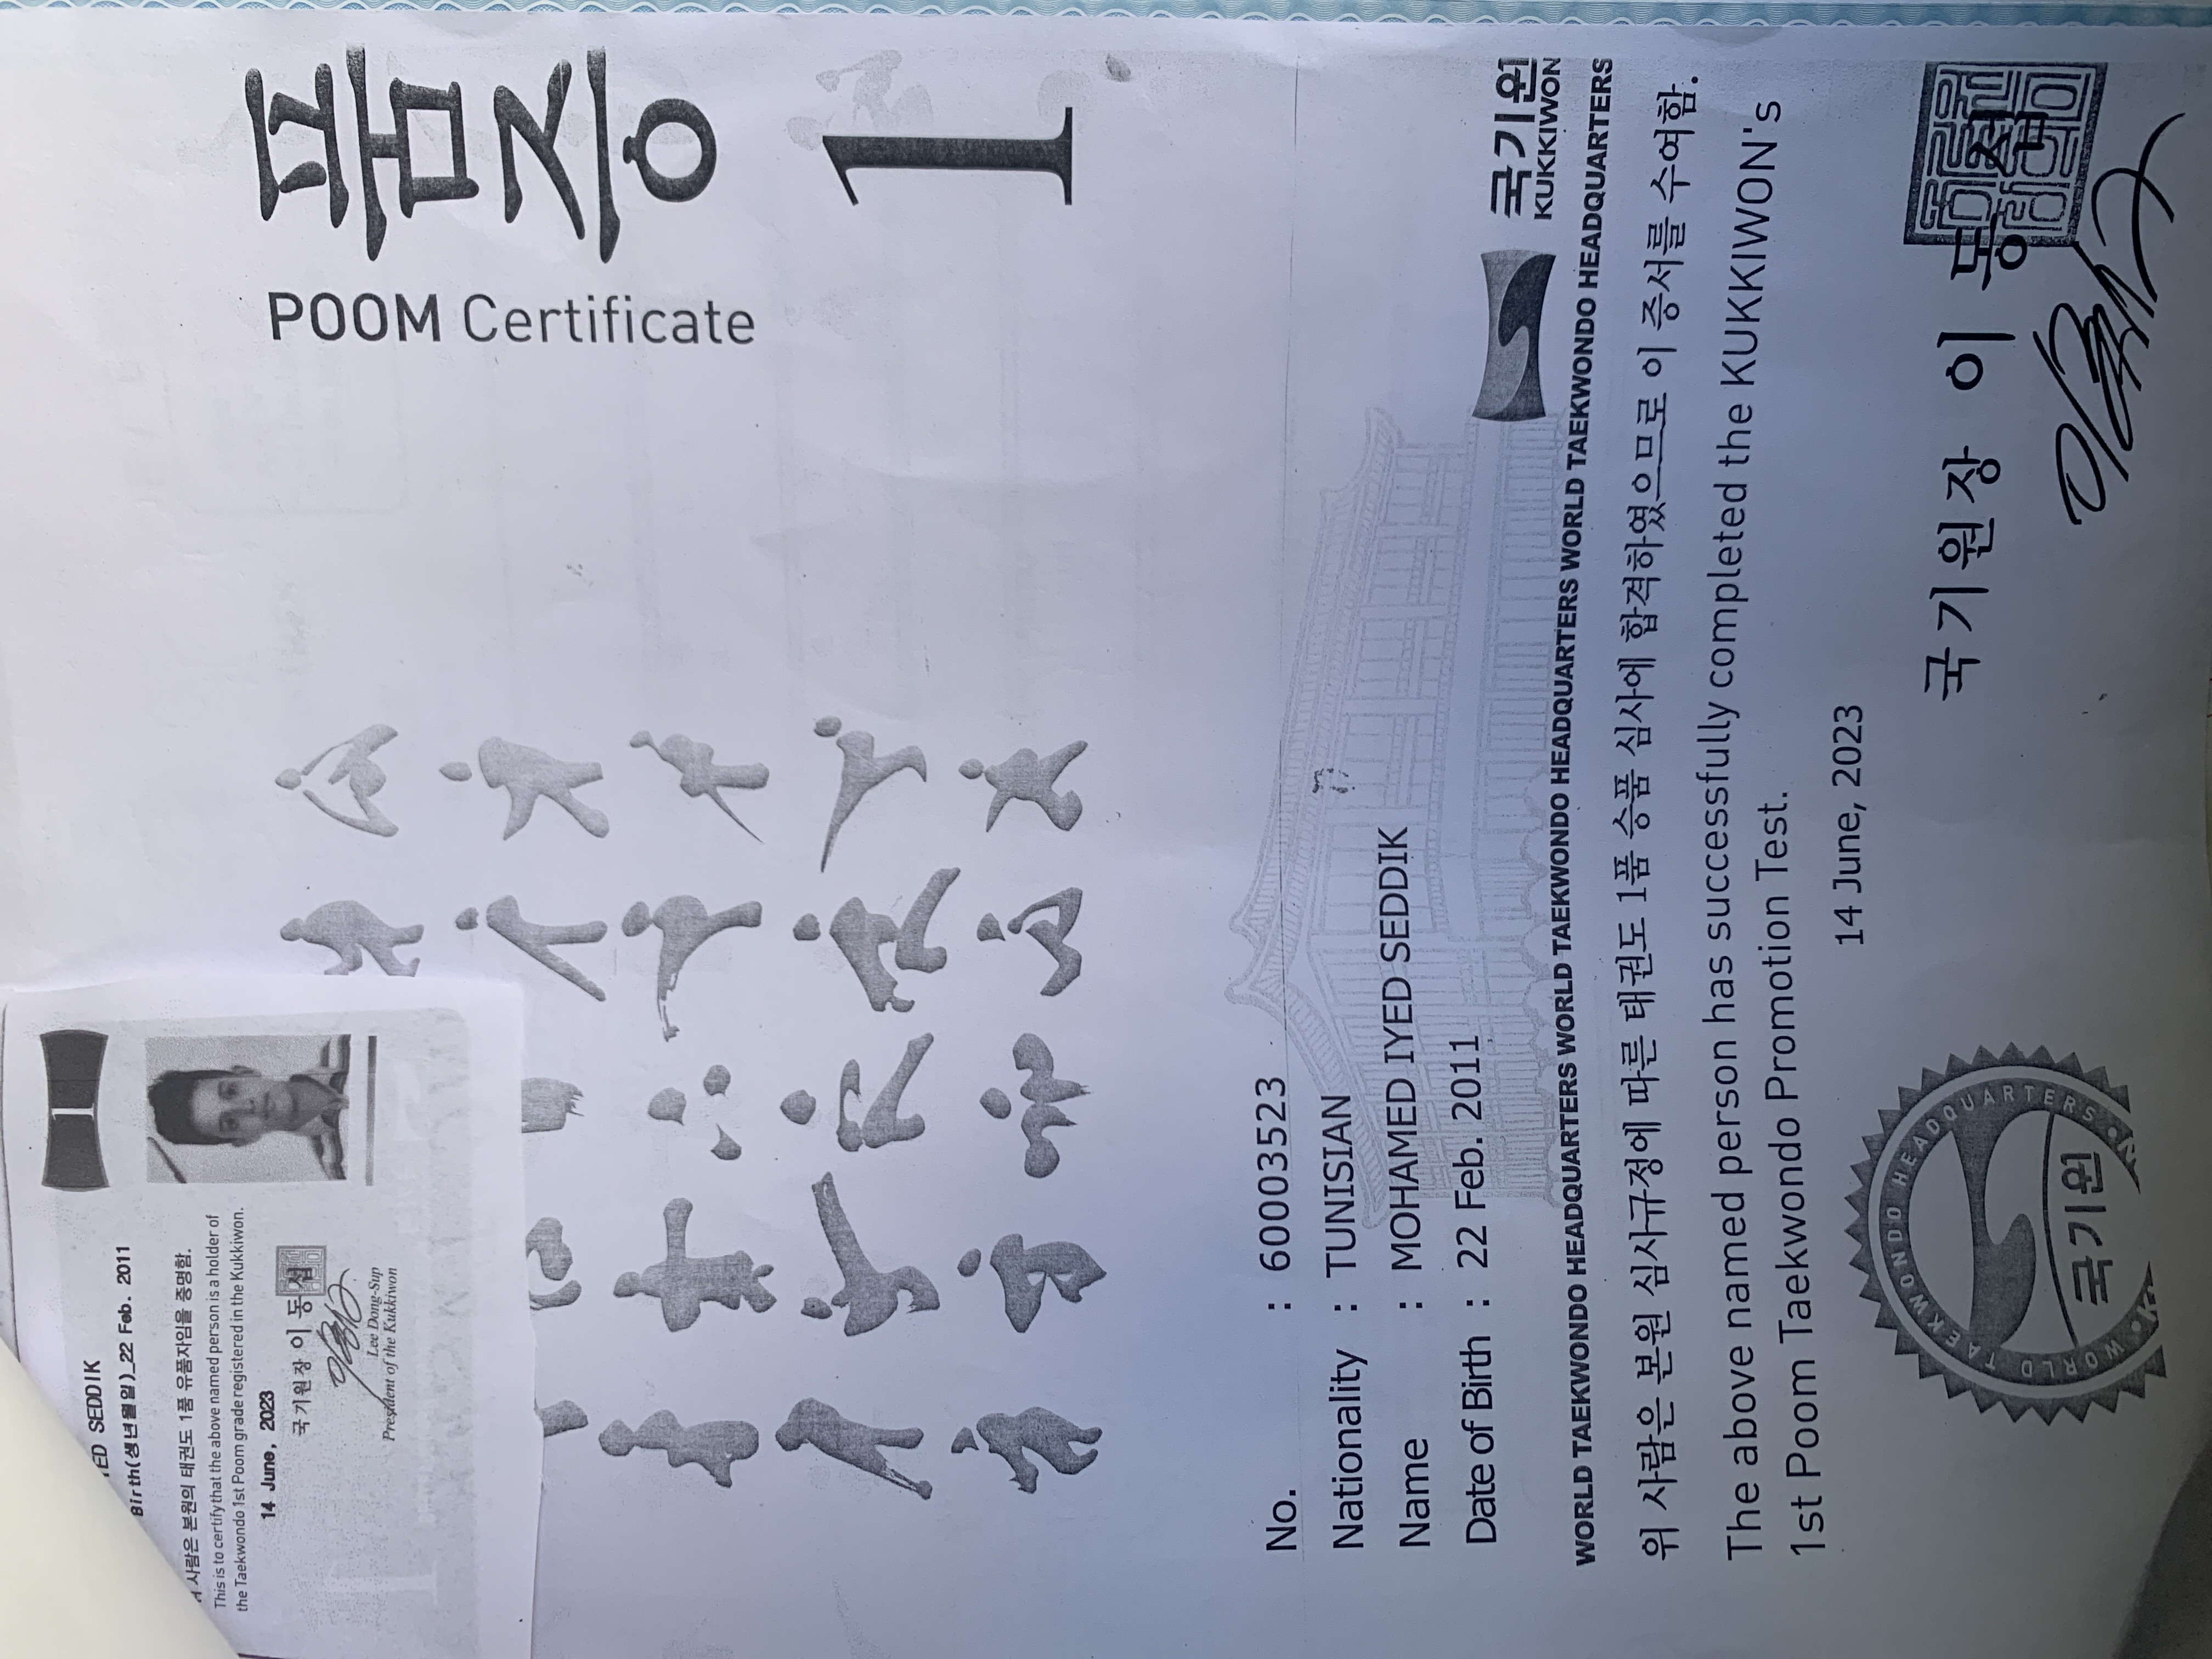 품증
POOM Certificate
1
1
ED SEDDIK
Birth(생년월일)_22 Feb. 2011
사람은 본원의 태권도 1품 유품자임을 증명함.
This is to certify that the above named person is a holder of
the Taekwondo 1st Poom grade registered in the Kukkiwon.
14 June, 2023
국기원장 이 동 섭
Lee Dong-Sup
President of the Kukkiwon
No. : 60003523
Nationality : TUNISIAN
Name : MOHAMED IYED SEDDIK
Date of Birth : 22 Feb. 2011
국기원
KUKKIWON
WORLD TAEKWONDO HEADQUARTERS WORLD TAEKWONDO HEADQUARTERS WORLD TAEKWONDO HEADQUARTERS WORLD TAEKWONDO HEADQUARTERS
위 사람은 본원 심사규정에 따른 태권도 1품 승품 심사에 합격하였으므로 이 증서를 수여함.
The above named person has successfully completed the KUKKIWON's
1st Poom Taekwondo Promotion Test.
14 June, 2023
국기원장 이 동 섭
WORLD TAEKWONDO HEADQUARTERS
국기원